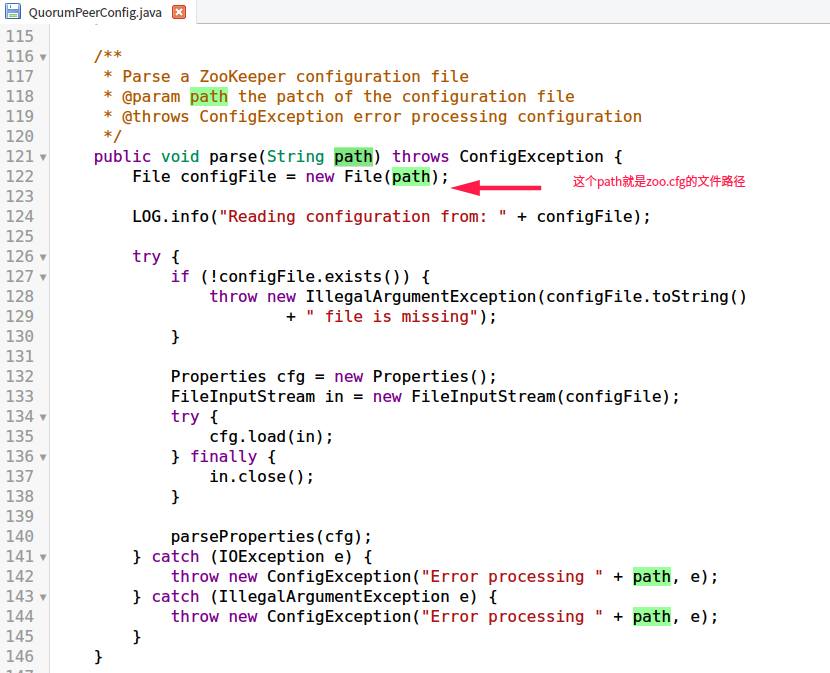 QuorumPeerConfig.java
115
116 /**
117 * Parse a ZooKeeper configuration file
118 * @param path the patch of the configuration file
119 * @throws ConfigException error processing configuration
120 */
121 public void parse(String path) throws ConfigException {
122 File configFile = new File(path); 这个path就是zoo.cfg的文件路径
123
124 LOG.info("Reading configuration from: " + configFile);
125
126 try {
127 if (!configFile.exists()) {
128 throw new IllegalArgumentException(configFile.toString()
129 + " file is missing");
130 }
131
132 Properties cfg = new Properties();
133 FileInputStream in = new FileInputStream(configFile);
134 try {
135 cfg.load(in);
136 } finally {
137 in.close();
138 }
139
140 parseProperties(cfg);
141 } catch (IOException e) {
142 throw new ConfigException("Error processing " + path, e);
143 } catch (IllegalArgumentException e) {
144 throw new ConfigException("Error processing " + path, e);
145 }
146 }